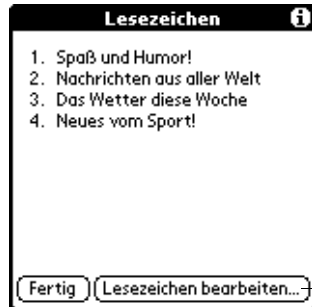 Lesezeichen
1. Spaß und Humor!
2. Nachrichten aus aller Welt
3. Das Wetter diese Woche
4. Neues vom Sport!
Fertig Lesezeichen bearbeiten...